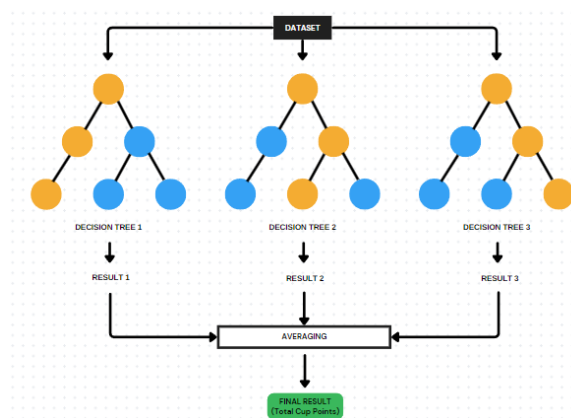 DATASET
DECISION TREE 1
DECISION TREE 2
DECISION TREE 3
RESULT 1
RESULT 2
RESULT 3
AVERAGING
FINAL RESULT
(Total Cup Points)